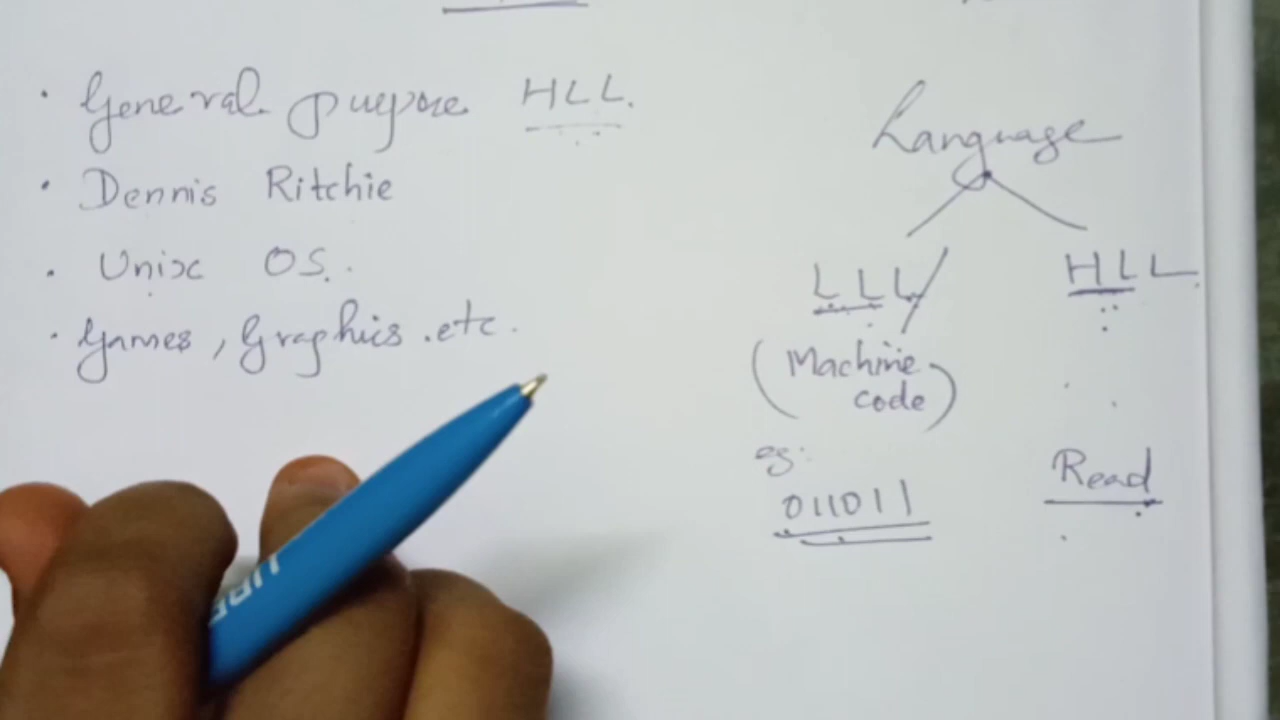 • General purpose HLL.
• Dennis Ritchie
• Unix OS.
• Games, Graphics.etc.
Language
LLL HLL
(Machine
code)
eg:
011011 Read